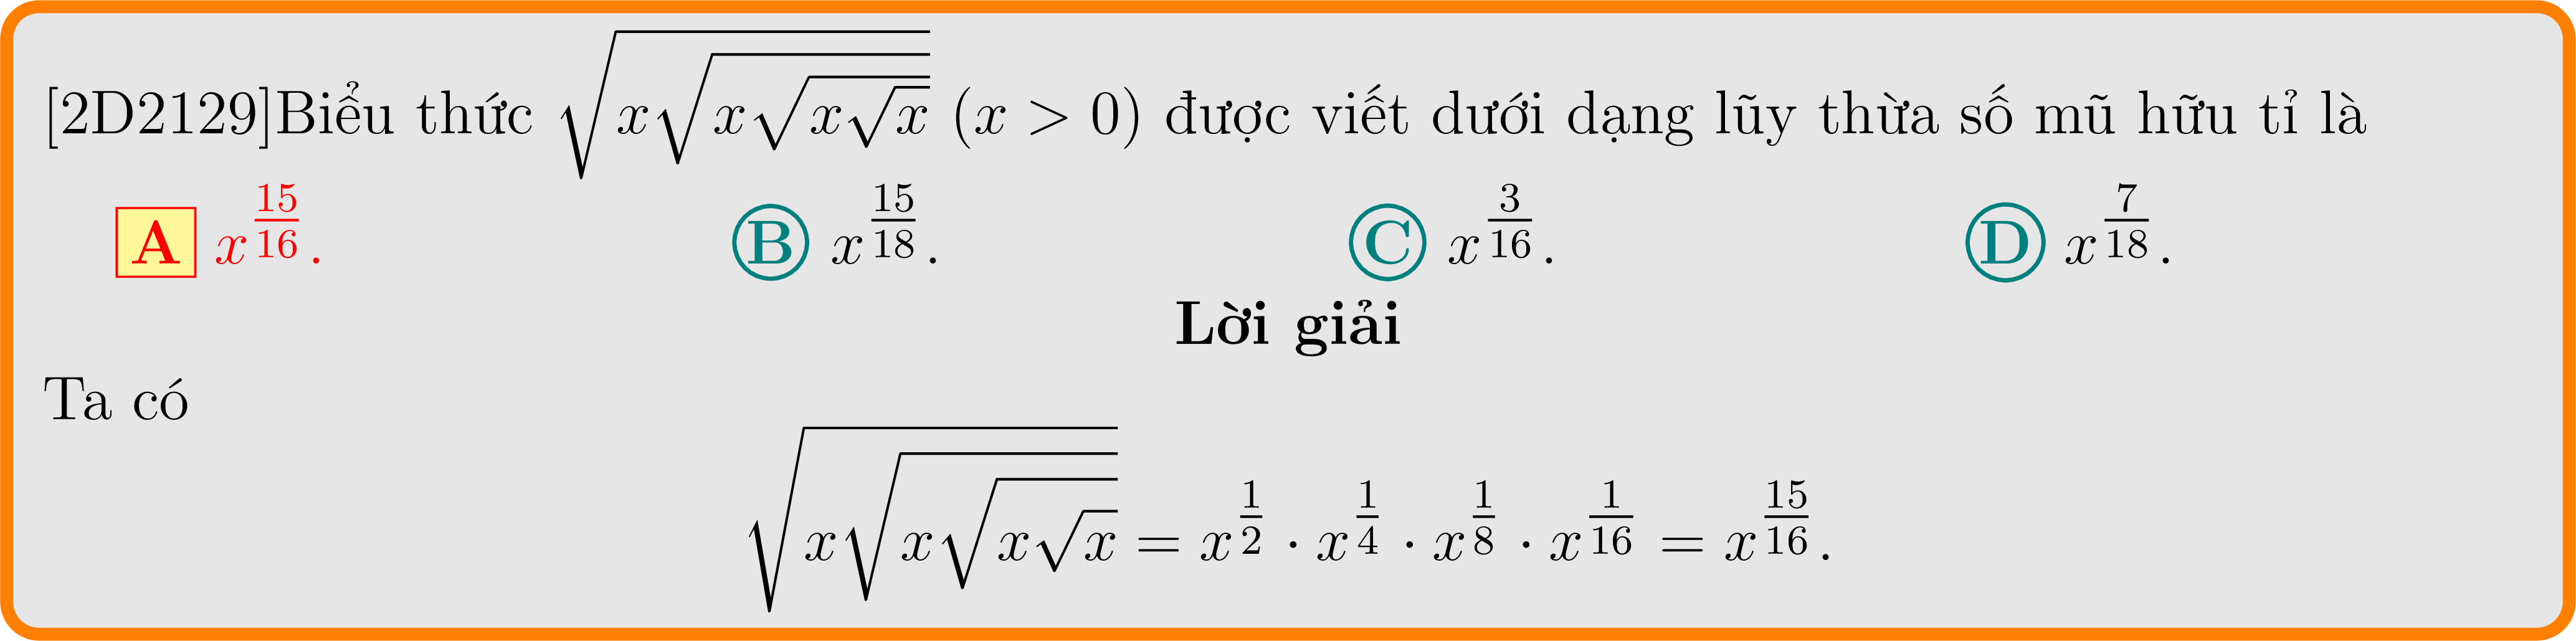 [2D2129]Biểu thức $\sqrt{x\sqrt{x\sqrt{x\sqrt{x}}}}$ $(x > 0)$ được viết dưới dạng lũy thừa số mũ hữu tỉ là
A $x^{\frac{15}{16}}$. B $x^{\frac{15}{18}}$. C $x^{\frac{3}{16}}$. D $x^{\frac{7}{18}}$.
Lời giải
Ta có
$\sqrt{x\sqrt{x\sqrt{x\sqrt{x}}}} = x^{\frac{1}{2}} \cdot x^{\frac{1}{4}} \cdot x^{\frac{1}{8}} \cdot x^{\frac{1}{16}} = x^{\frac{15}{16}}$.